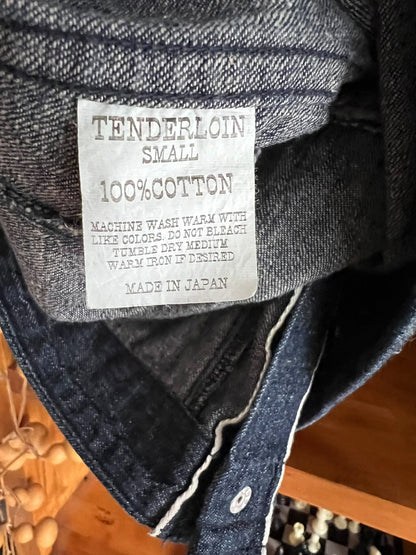 TENDERLOIN
SMALL
100%COTTON
MACHINE WASH WARM WITH
LIKE COLORS. DO NOT BLEACH
TUMBLE DRY MEDIUM
WARM IRON IF DESIRED
MADE IN JAPAN